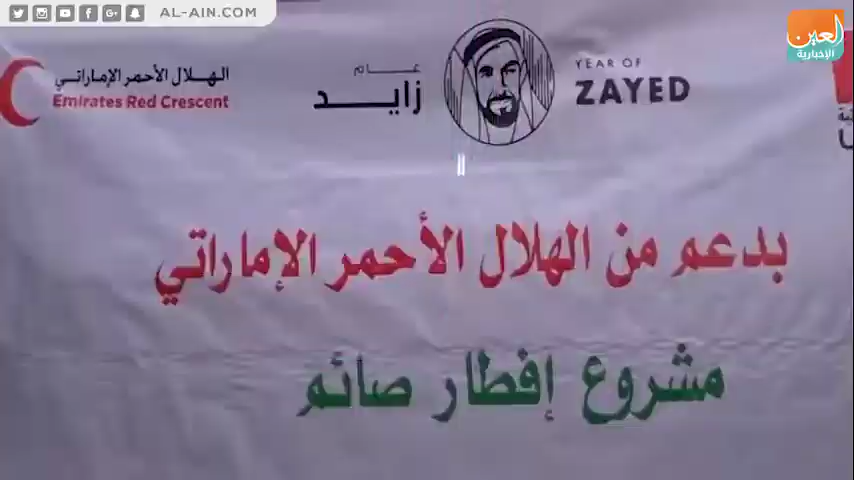 AL-AIN.COM
العين
الإخبارية
الهلال الأحمر الإماراتي
Emirates Red Crescent
عام
زايد
YEAR OF
ZAYED
بدعم من الهلال الأحمر الإماراتي
مشروع إفطار صائم